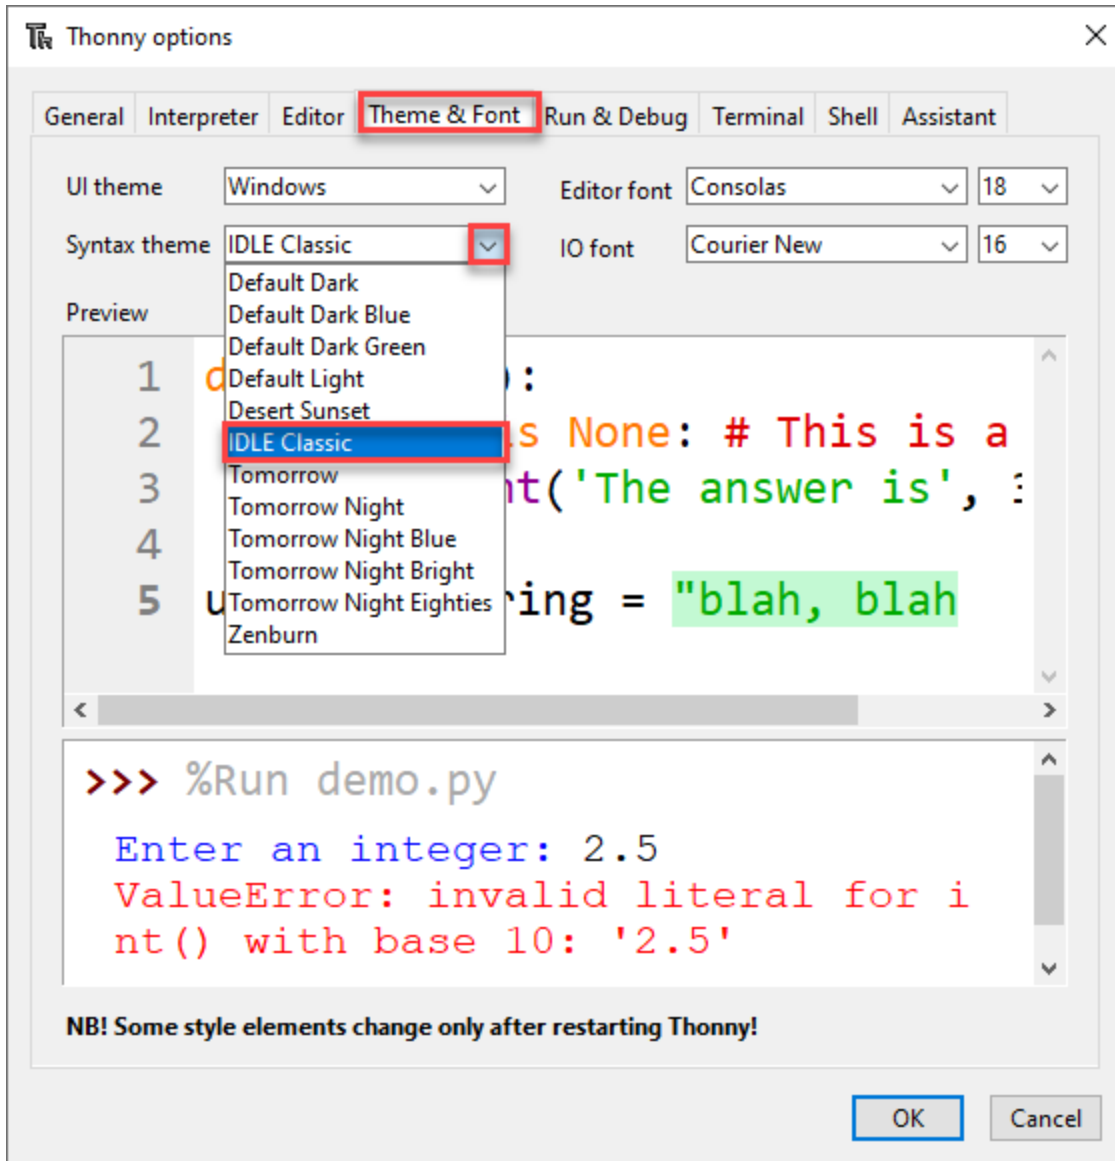 Thonny options
General Interpreter Editor Theme & Font Run & Debug Terminal Shell Assistant
UI theme Windows Editor font Consolas 18
Syntax theme IDLE Classic IO font Courier New 16
Default Dark
Default Dark Blue
Default Dark Green
Default Light
Desert Sunset
IDLE Classic
Tomorrow
Tomorrow Night
Tomorrow Night Blue
Tomorrow Night Bright
Tomorrow Night Eighties
Zenburn
Preview
1 ):
2 None: # This is a
3 ('The answer is',
4
5 = "blah, blah
>>> %Run demo.py
Enter an integer: 2.5
ValueError: invalid literal for i
nt() with base 10: '2.5'
NB! Some style elements change only after restarting Thonny!
OK Cancel